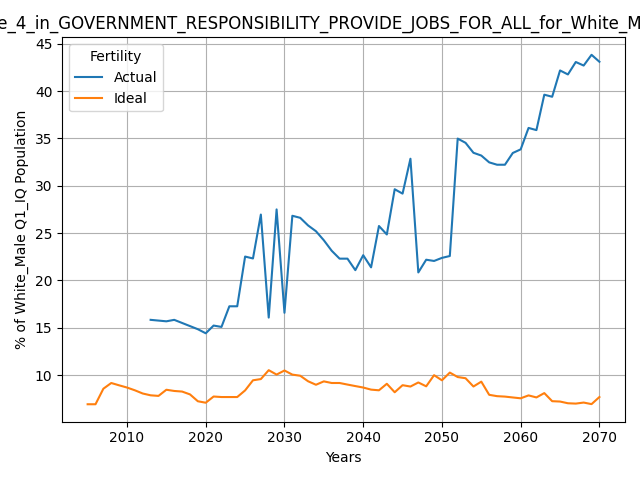 e_4_in_GOVERNMENT_RESPONSIBILITY_PROVIDE_JOBS_FOR_ALL_for_White_M
Fertility
Actual
Ideal
45
40
35
30
25
20
15
10
% of White_Male Q1_IQ Population
2010 2020 2030 2040 2050 2060 2070
Years